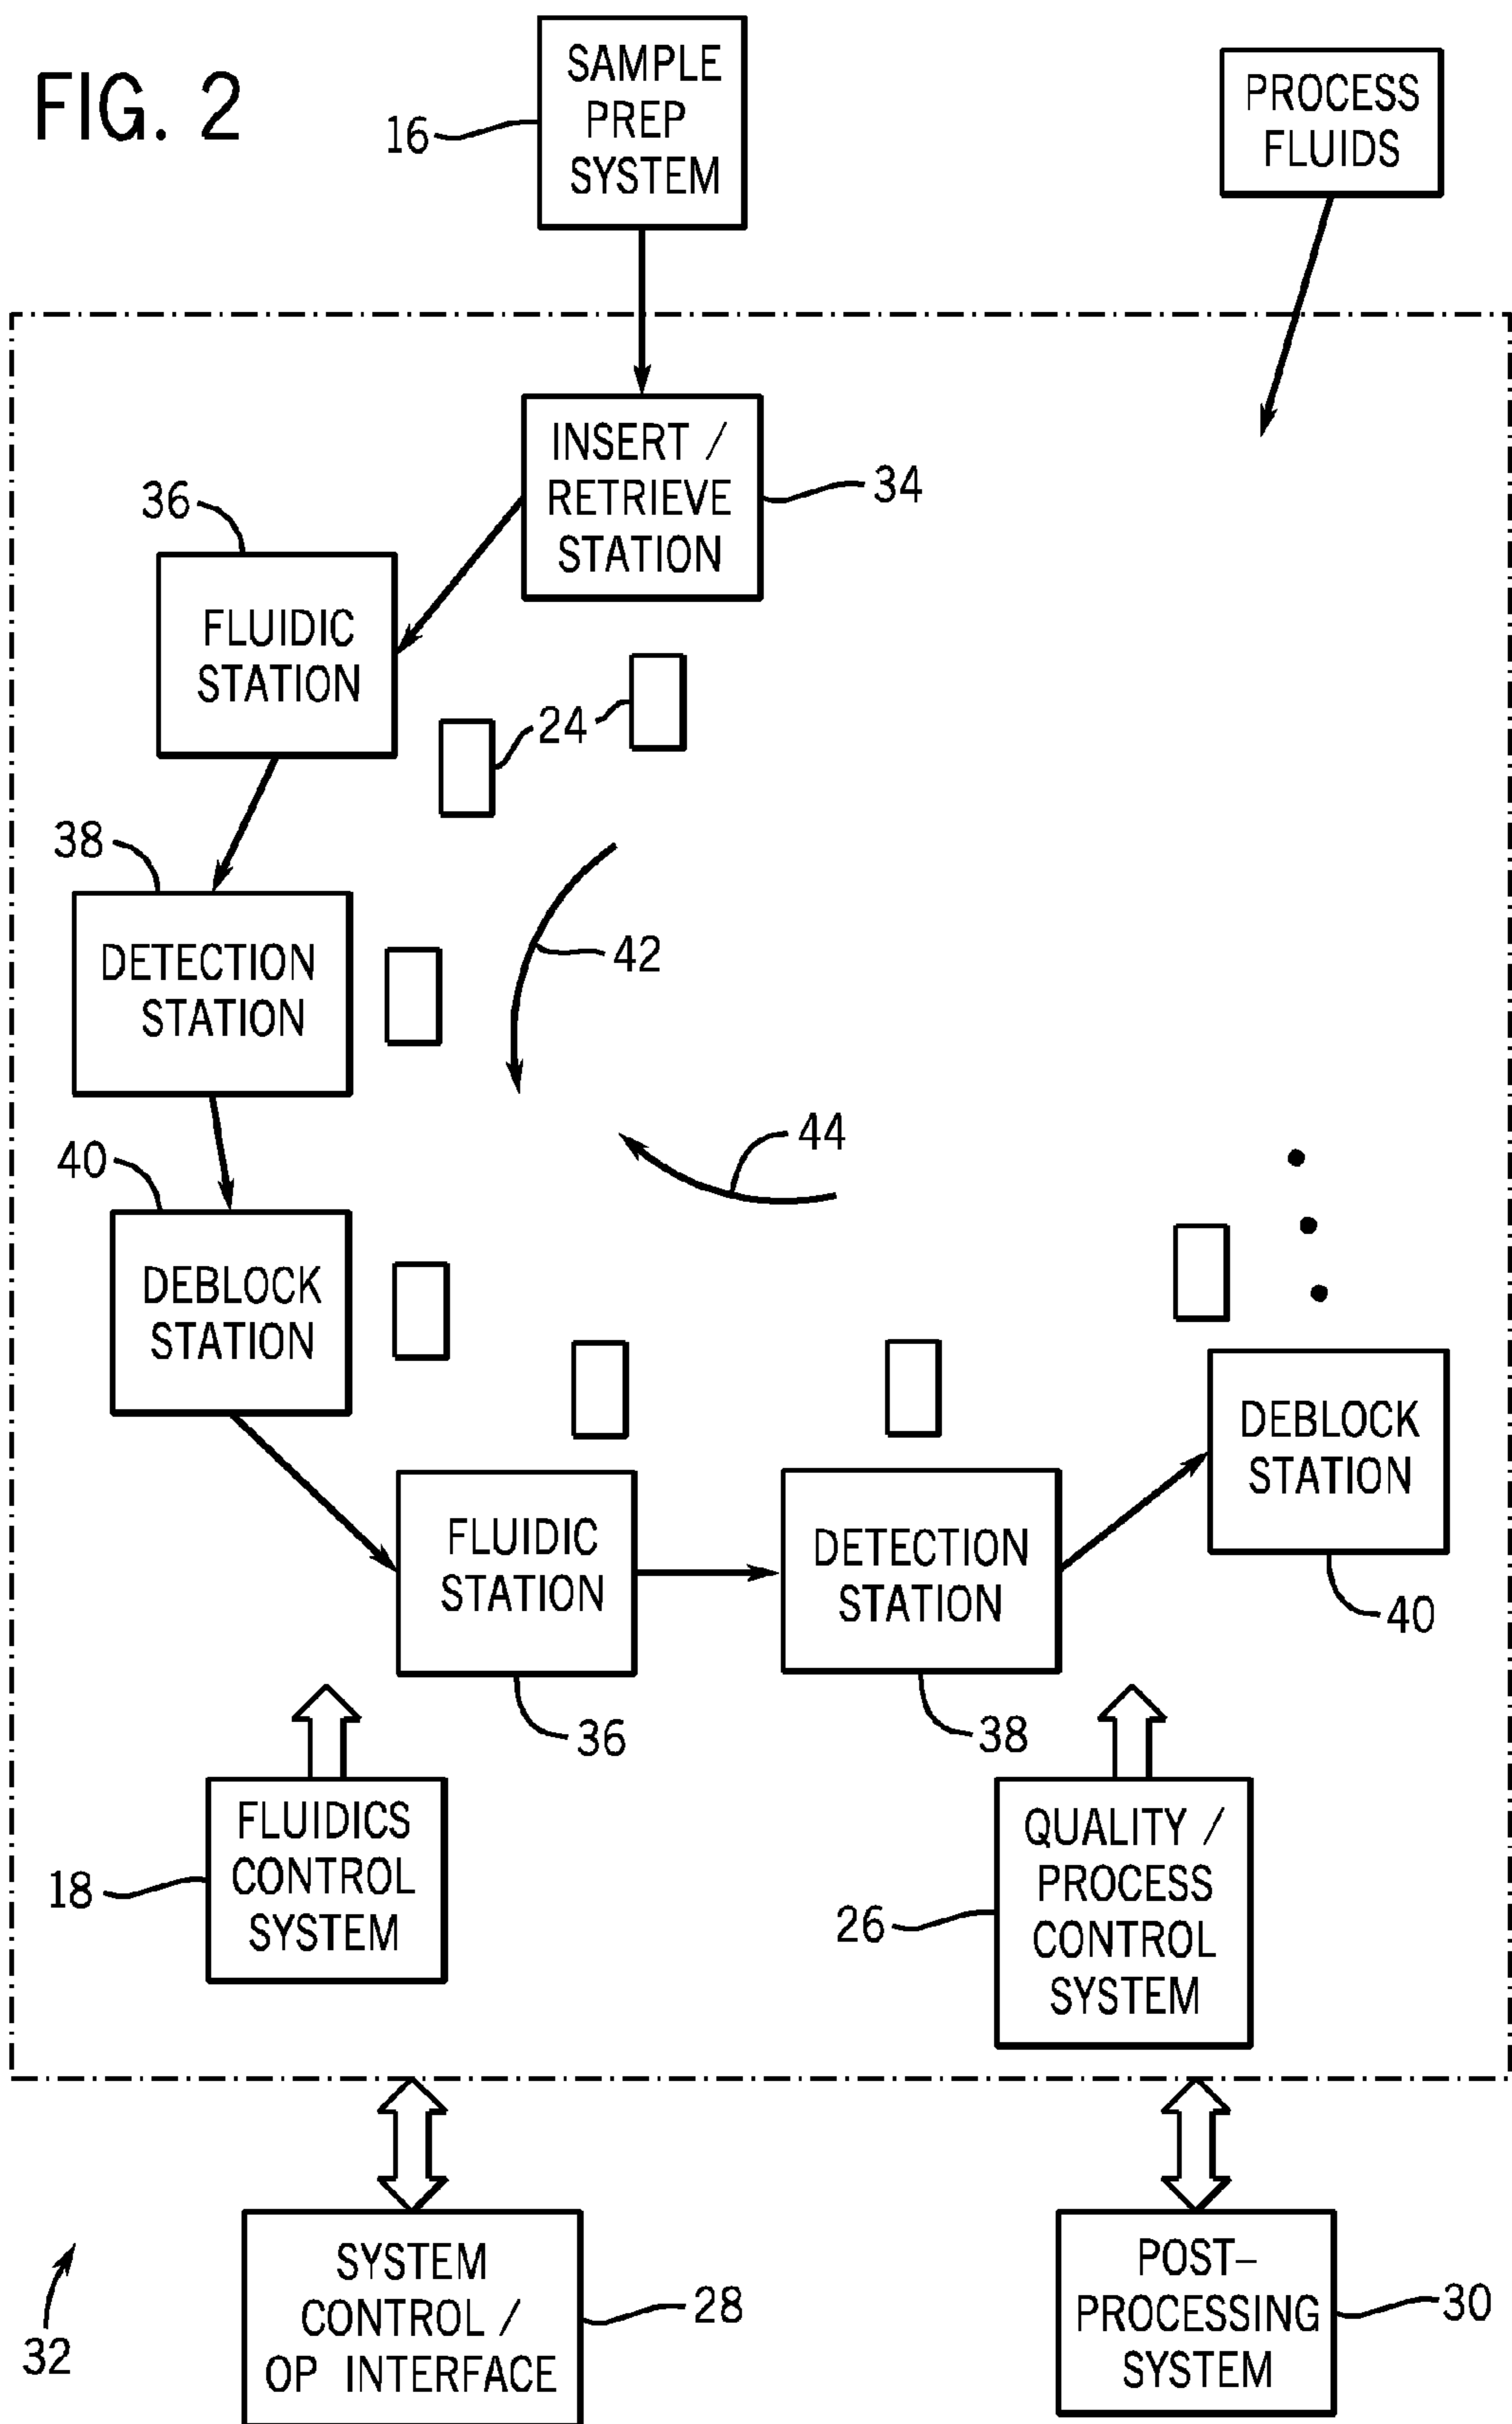 FIG. 2
SAMPLE
PREP
SYSTEM
16
PROCESS
FLUIDS
INSERT /
RETRIEVE
STATION
34
36
FLUIDIC
STATION
24
38
DETECTION
STATION
42
44
40
DEBLOCK
STATION
DEBLOCK
STATION
40
FLUIDIC
STATION
36
DETECTION
STATION
38
FLUIDICS
CONTROL
SYSTEM
18
QUALITY /
PROCESS
CONTROL
SYSTEM
26
SYSTEM
CONTROL /
OP INTERFACE
28
POST–
PROCESSING
SYSTEM
30
32